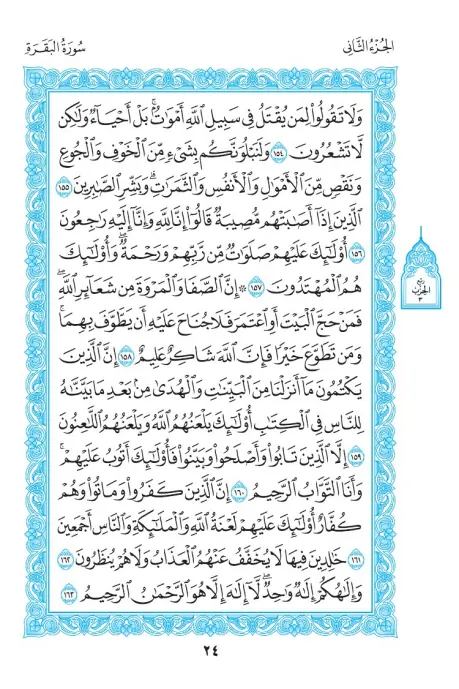 الجُزْءُ الثَّانِي
سُورَةُ البَقَرَةِ
وَلَا تَقُولُوا۟ لِمَن يُقْتَلُ فِى سَبِيلِ ٱللَّهِ أَمْوَٰتٌۢ ۚ بَلْ أَحْيَآءٌ وَلَٰكِن
لَّا تَشْعُرُونَ ١٥٤ وَلَنَبْلُوَنَّكُم بِشَىْءٍ مِّنَ ٱلْخَوْفِ وَٱلْجُوعِ
وَنَقْصٍ مِّنَ ٱلْأَمْوَٰلِ وَٱلْأَنفُسِ وَٱلثَّمَرَٰتِ ۗ وَبَشِّرِ ٱلصَّٰبِرِينَ ١٥٥
ٱلَّذِينَ إِذَآ أَصَٰبَتْهُم مُّصِيبَةٌ قَالُوٓا۟ إِنَّا لِلَّهِ وَإِنَّآ إِلَيْهِ رَٰجِعُونَ
١٥٦ أُو۟لَٰٓئِكَ عَلَيْهِمْ صَلَوَٰتٌ مِّن رَّبِّهِمْ وَرَحْمَةٌ ۖ وَأُو۟لَٰٓئِكَ
هُمُ ٱلْمُهْتَدُونَ ١٥٧ ۞ إِنَّ ٱلصَّفَا وَٱلْمَرْوَةَ مِن شَعَآئِرِ ٱللَّهِ ۖ
فَمَنْ حَجَّ ٱلْبَيْتَ أَوِ ٱعْتَمَرَ فَلَا جُنَاحَ عَلَيْهِ أَن يَطَّوَّفَ بِهِمَا ۚ
وَمَن تَطَوَّعَ خَيْرًا فَإِنَّ ٱللَّهَ شَاكِرٌ عَلِيمٌ ١٥٨ إِنَّ ٱلَّذِينَ
يَكْتُمُونَ مَآ أَنزَلْنَا مِنَ ٱلْبَيِّنَٰتِ وَٱلْهُدَىٰ مِنۢ بَعْدِ مَا بَيَّنَّٰهُ
لِلنَّاسِ فِى ٱلْكِتَٰبِ ۙ أُو۟لَٰٓئِكَ يَلْعَنُهُمُ ٱللَّهُ وَيَلْعَنُهُمُ ٱللَّٰعِنُونَ
١٥٩ إِلَّا ٱلَّذِينَ تَابُوا۟ وَأَصْلَحُوا۟ وَبَيَّنُوا۟ فَأُو۟لَٰٓئِكَ أَتُوبُ عَلَيْهِمْ ۚ
وَأَنَا ٱلتَّوَّابُ ٱلرَّحِيمُ ١٦٠ إِنَّ ٱلَّذِينَ كَفَرُوا۟ وَمَاتُوا۟ وَهُمْ
كُفَّارٌ أُو۟لَٰٓئِكَ عَلَيْهِمْ لَعْنَةُ ٱللَّهِ وَٱلْمَلَٰٓئِكَةِ وَٱلنَّاسِ أَجْمَعِينَ
١٦١ خَٰلِدِينَ فِيهَا ۖ لَا يُخَفَّفُ عَنْهُمُ ٱلْعَذَابُ وَلَا هُمْ يُنظَرُونَ ١٦٢
وَإِلَٰهُكُمْ إِلَٰهٌ وَٰحِدٌ ۖ لَّآ إِلَٰهَ إِلَّا هُوَ ٱلرَّحْمَٰنُ ٱلرَّحِيمُ ١٦٣
ربع
الحزب
٣
٢٤